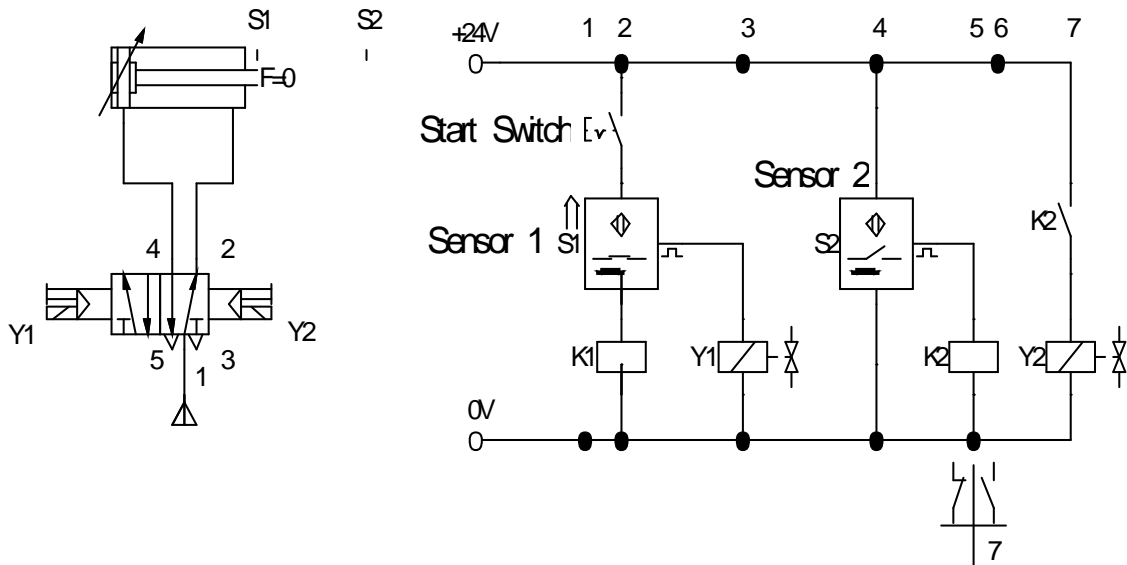 S1 S2
F=0
4 2
Y1 Y2
5 3
1
+24V 1 2 3 4 5 6 7
Start Switch
Sensor 2
Sensor 1 S1
S2
K2
K1 Y1 K2 Y2
0V
7